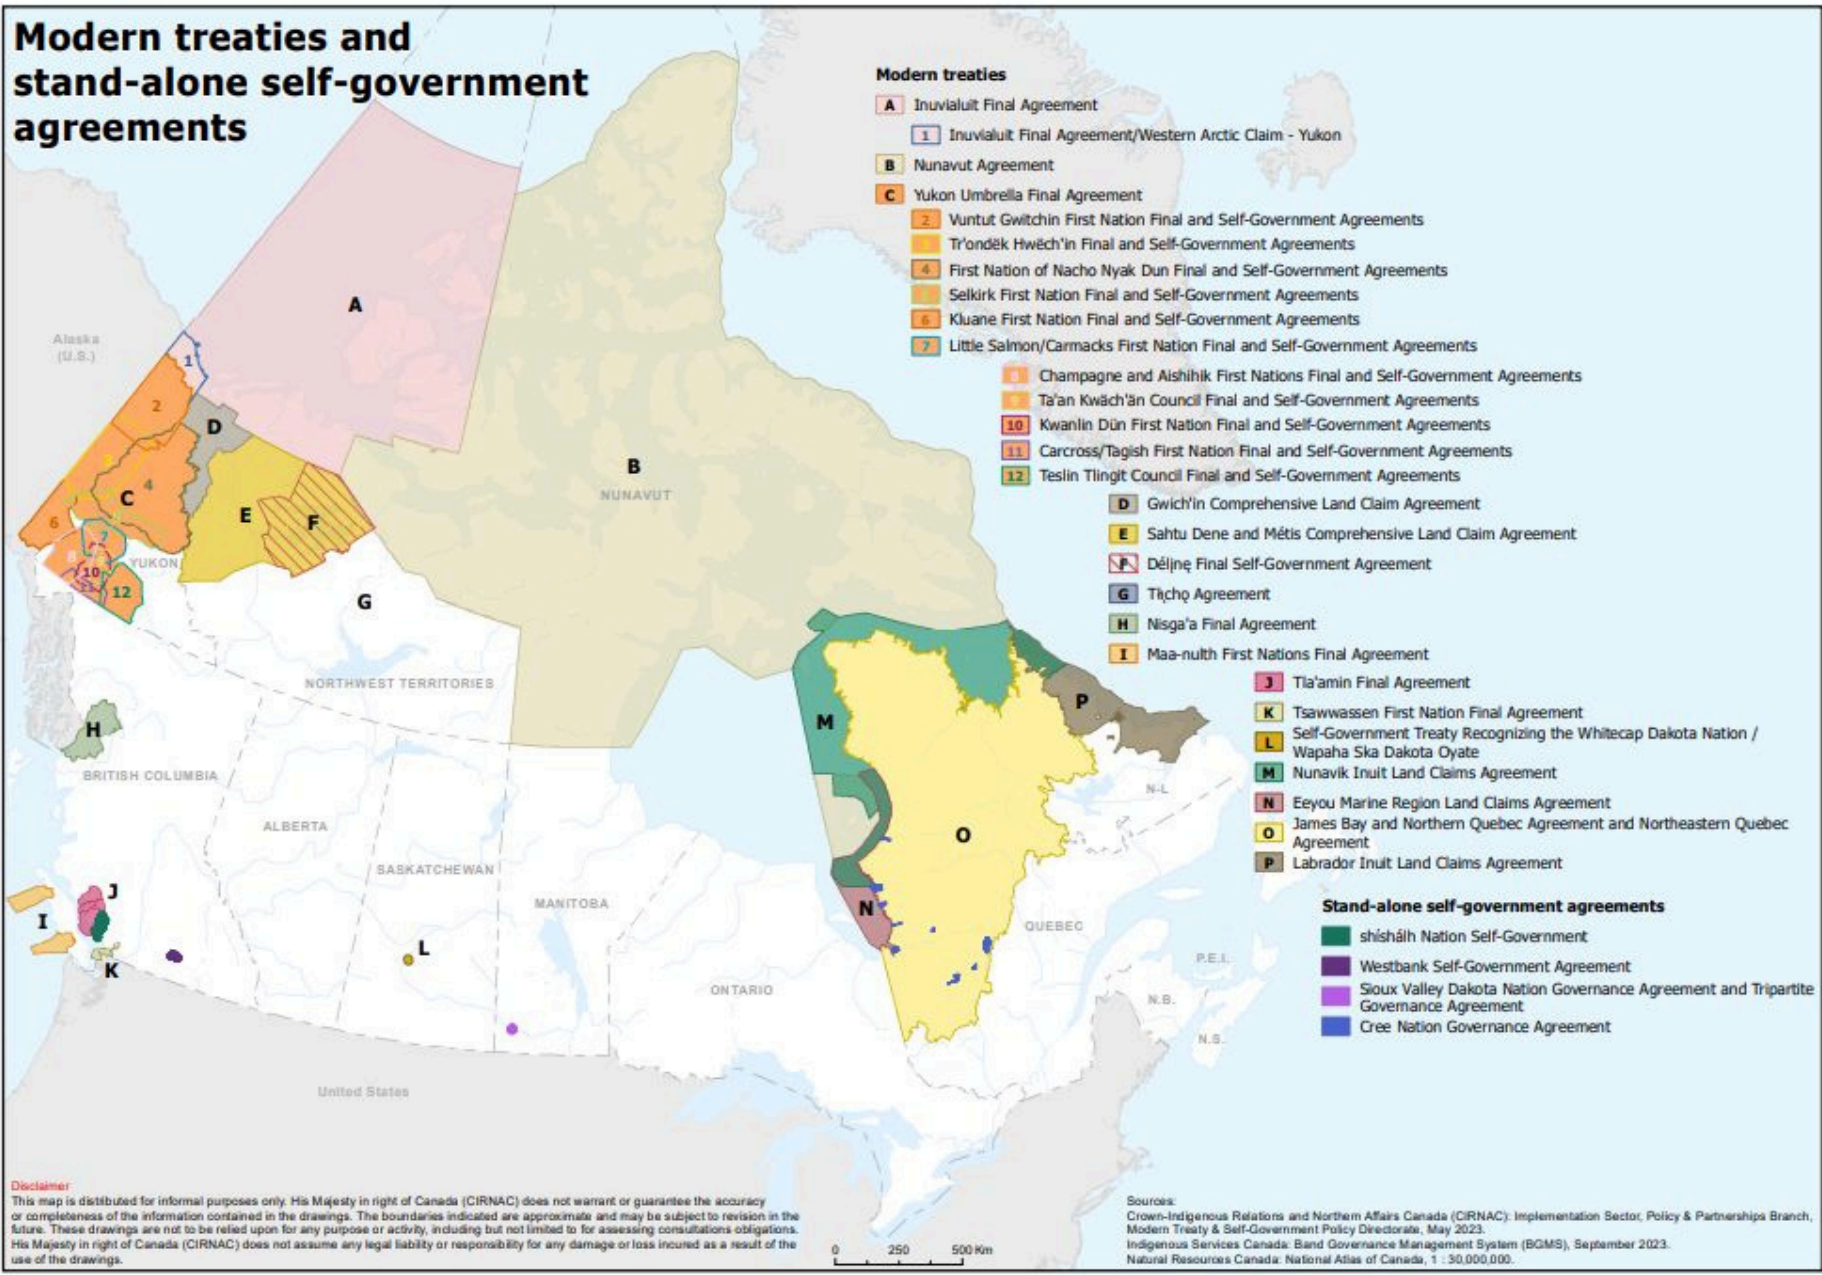 Modern treaties and
stand-alone self-government
agreements
Modern treaties
A Inuvialuit Final Agreement
1 Inuvialuit Final Agreement/Western Arctic Claim - Yukon
B Nunavut Agreement
C Yukon Umbrella Final Agreement
2 Vuntut Gwitchin First Nation Final and Self-Government Agreements
3 Tr'ondëk Hwëch'in Final and Self-Government Agreements
4 First Nation of Nacho Nyak Dun Final and Self-Government Agreements
Selkirk First Nation Final and Self-Government Agreements
6 Kluane First Nation Final and Self-Government Agreements
7 Little Salmon/Carmacks First Nation Final and Self-Government Agreements
8 Champagne and Aishihik First Nations Final and Self-Government Agreements
9 Ta'an Kwäch'än Council Final and Self-Government Agreements
10 Kwanlin Dün First Nation Final and Self-Government Agreements
11 Carcross/Tagish First Nation Final and Self-Government Agreements
12 Teslin Tlingit Council Final and Self-Government Agreements
D Gwich'in Comprehensive Land Claim Agreement
E Sahtu Dene and Métis Comprehensive Land Claim Agreement
F Délı̨nę Final Self-Government Agreement
G Tłı̨chǫ Agreement
H Nisga'a Final Agreement
I Maa-nulth First Nations Final Agreement
J Tla'amin Final Agreement
K Tsawwassen First Nation Final Agreement
L Self-Government Treaty Recognizing the Whitecap Dakota Nation /
Wapaha Ska Dakota Oyate
M Nunavik Inuit Land Claims Agreement
N Eeyou Marine Region Land Claims Agreement
O James Bay and Northern Quebec Agreement and Northeastern Quebec
Agreement
P Labrador Inuit Land Claims Agreement
Stand-alone self-government agreements
shíshálh Nation Self-Government
Westbank Self-Government Agreement
Sioux Valley Dakota Nation Governance Agreement and Tripartite
Governance Agreement
Cree Nation Governance Agreement
A
Alaska
(U.S.)
1
2
D
B
NUNAVUT
3
4
C
E
F
6
7
YUKON
8
10
11
12
G
NORTHWEST TERRITORIES
M
P
H
BRITISH COLUMBIA
N-L
ALBERTA
O
SASKATCHEWAN
MANITOBA
J
I
N
QUEBEC
L
K
ONTARIO
P.E.I.
N.B.
N.S.
United States
Disclaimer
This map is distributed for informal purposes only. His Majesty in right of Canada (CIRNAC) does not warrant or guarantee the accuracy
or completeness of the information contained in the drawings. The boundaries indicated are approximate and may be subject to revision in the
future. These drawings are not to be relied upon for any purpose or activity, including but not limited to for assessing consultations obligations.
His Majesty in right of Canada (CIRNAC) does not assume any legal liability or responsibility for any damage or loss incured as a result of the
use of the drawings.
0 250 500 Km
Sources:
Crown-Indigenous Relations and Northern Affairs Canada (CIRNAC): Implementation Sector, Policy & Partnerships Branch,
Modern Treaty & Self-Government Policy Directorate, May 2023.
Indigenous Services Canada: Band Governance Management System (BGMS), September 2023.
Natural Resources Canada: National Atlas of Canada, 1 : 30,000,000.